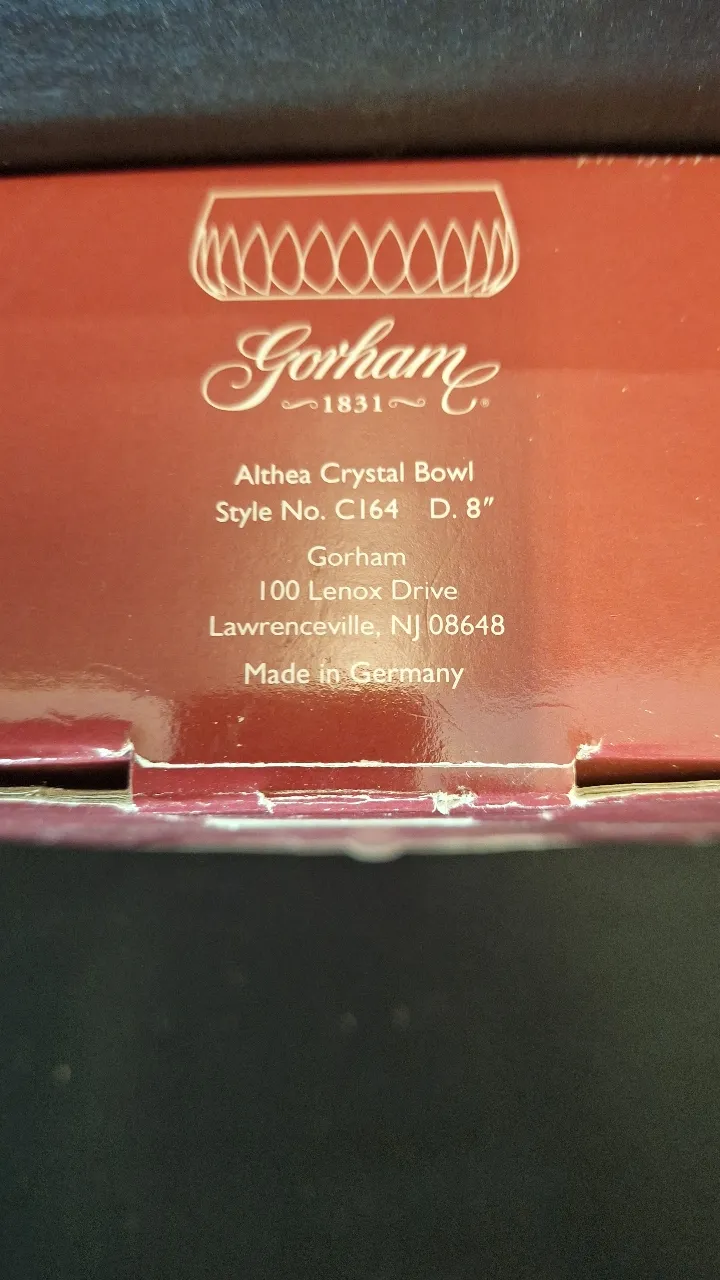 Gorham
1831
Althea Crystal Bowl
Style No. C164 D. 8"
Gorham
100 Lenox Drive
Lawrenceville, NJ 08648
Made in Germany